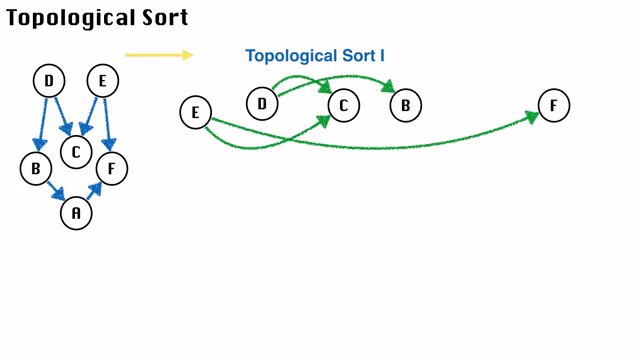 Topological Sort
Topological Sort I
D E
E D C B F
B C F
A